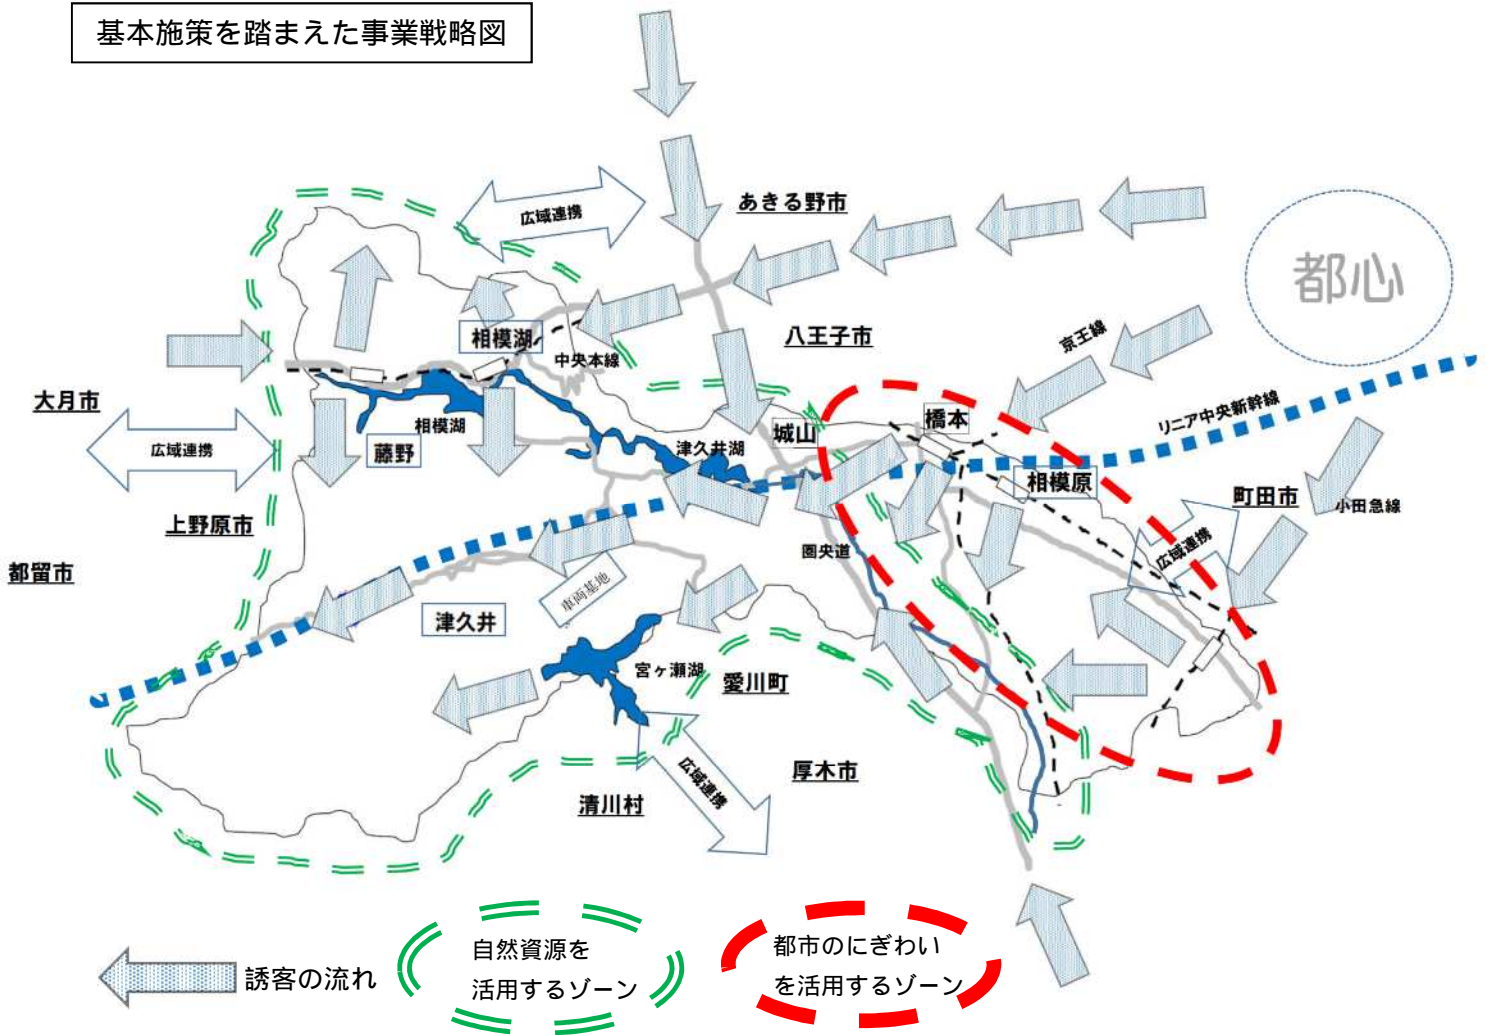 基本施策を踏まえた事業戦略図
広域連携
あきる野市
都心
相模湖
中央本線
八王子市
京王線
リニア中央新幹線
大月市
広域連携
相模湖
藤野
津久井湖
城山
橋本
相模原
町田市
小田急線
上野原市
圏央道
広域連携
都留市
車両基地
津久井
宮ヶ瀬湖
愛川町
広域連携
厚木市
清川村
誘客の流れ
自然資源を
活用するゾーン
都市のにぎわい
を活用するゾーン